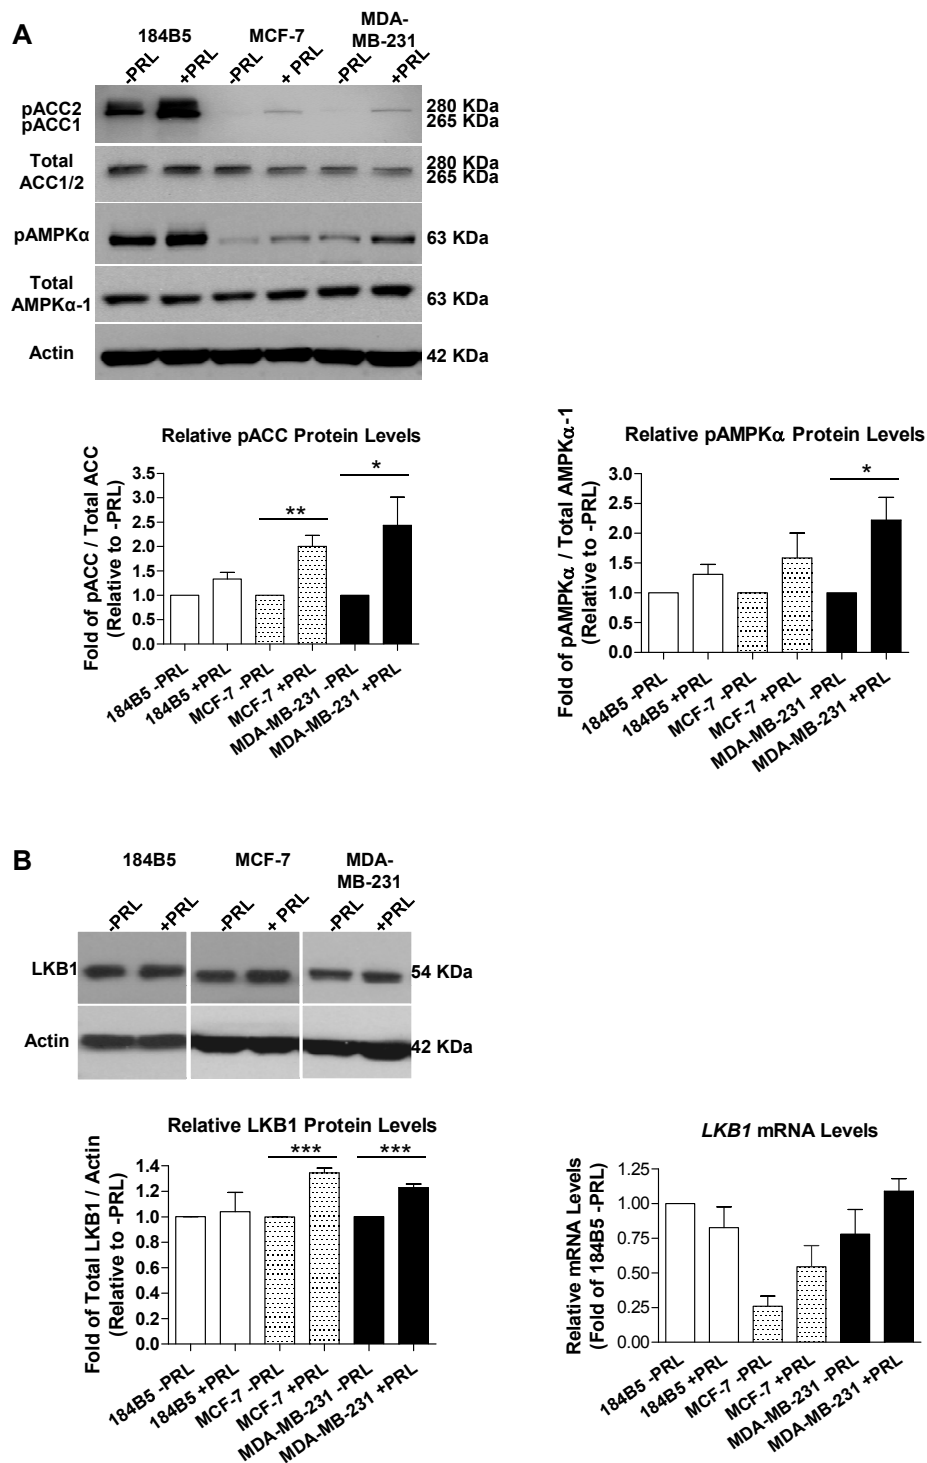 A
184B5
MCF-7
MDA-
MB-231
-PRL
+PRL
-PRL
+ PRL
-PRL
+PRL
pACC2
pACC1
280 KDa
265 KDa
Total
ACC1/2
280 KDa
265 KDa
pAMPKα
63 KDa
Total
AMPKα-1
63 KDa
Actin
42 KDa
Relative pACC Protein Levels
Fold of pACC / Total ACC
(Relative to -PRL)
3.5
3.0
2.5
2.0
1.5
1.0
0.5
0.0
**
*
184B5 -PRL
184B5 +PRL
MCF-7 -PRL
MCF-7 +PRL
MDA-MB-231 -PRL
MDA-MB-231 +PRL
Relative pAMPKα Protein Levels
Fold of pAMPKα / Total AMPKα-1
(Relative to -PRL)
3.0
2.5
2.0
1.5
1.0
0.5
0.0
*
184B5 -PRL
184B5 +PRL
MCF-7 -PRL
MCF-7 +PRL
MDA-MB-231 -PRL
MDA-MB-231 +PRL
B
184B5
MCF-7
MDA-
MB-231
-PRL
+PRL
-PRL
+ PRL
-PRL
+PRL
LKB1
54 KDa
Actin
42 KDa
Relative LKB1 Protein Levels
Fold of Total LKB1 / Actin
(Relative to -PRL)
1.4
1.2
1.0
0.8
0.6
0.4
0.2
0.0
***
***
184B5 -PRL
184B5 +PRL
MCF-7 -PRL
MCF-7 +PRL
MDA-MB-231 -PRL
MDA-MB-231 +PRL
LKB1 mRNA Levels
Relative mRNA Levels
(Fold of 184B5 -PRL)
1.25
1.00
0.75
0.50
0.25
0.00
184B5 -PRL
184B5 +PRL
MCF-7 -PRL
MCF-7 +PRL
MDA-MB-231 -PRL
MDA-MB-231 +PRL